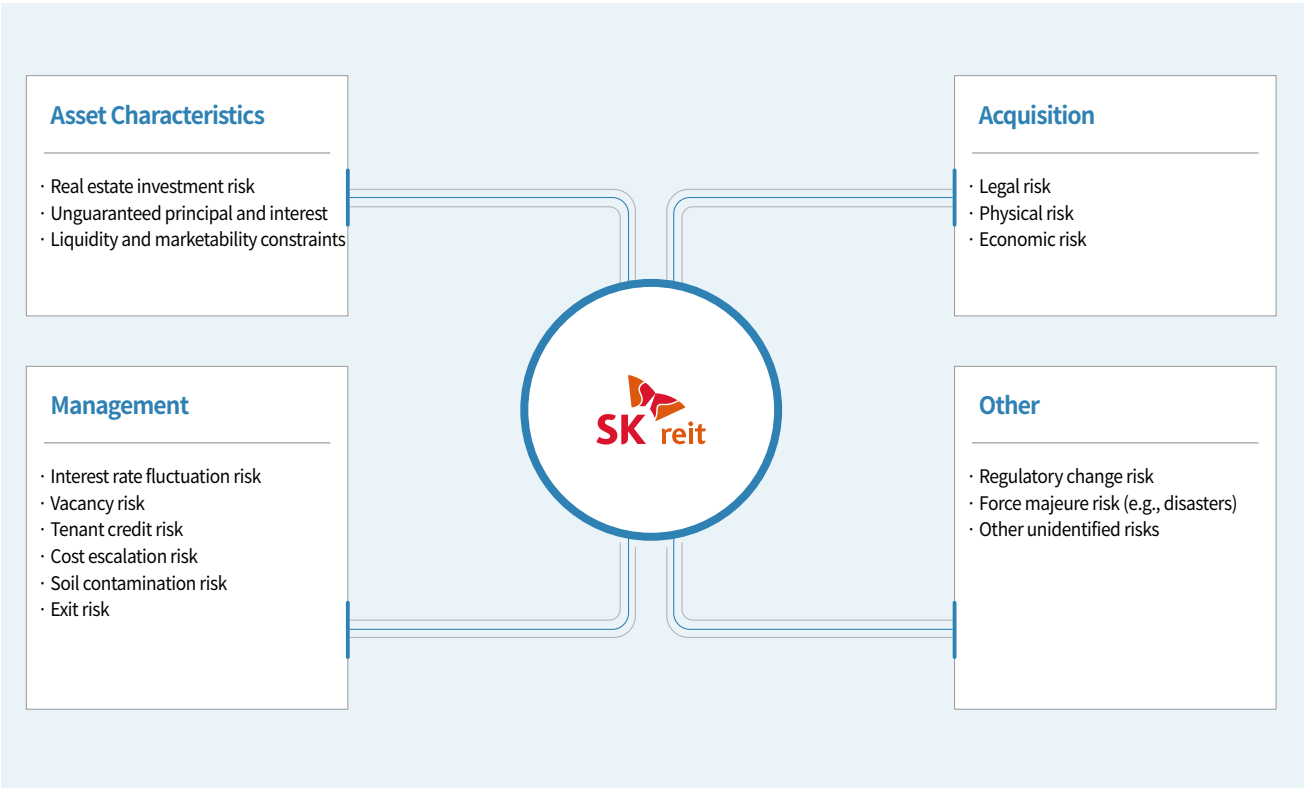 Asset Characteristics
· Real estate investment risk
· Unguaranteed principal and interest
· Liquidity and marketability constraints
Acquisition
· Legal risk
· Physical risk
· Economic risk
SK reit
Management
· Interest rate fluctuation risk
· Vacancy risk
· Tenant credit risk
· Cost escalation risk
· Soil contamination risk
· Exit risk
Other
· Regulatory change risk
· Force majeure risk (e.g., disasters)
· Other unidentified risks